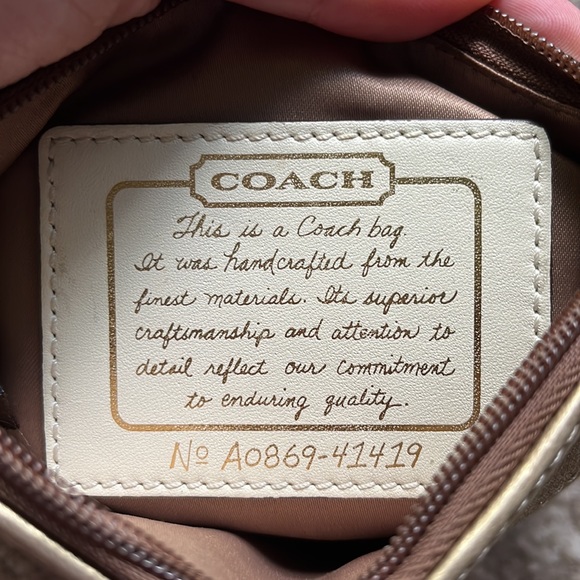 COACH
This is a Coach bag.
It was handcrafted from the
finest materials. Its superior
craftsmanship and attention to
detail reflect our commitment
to enduring quality.
Nº A0869-41419